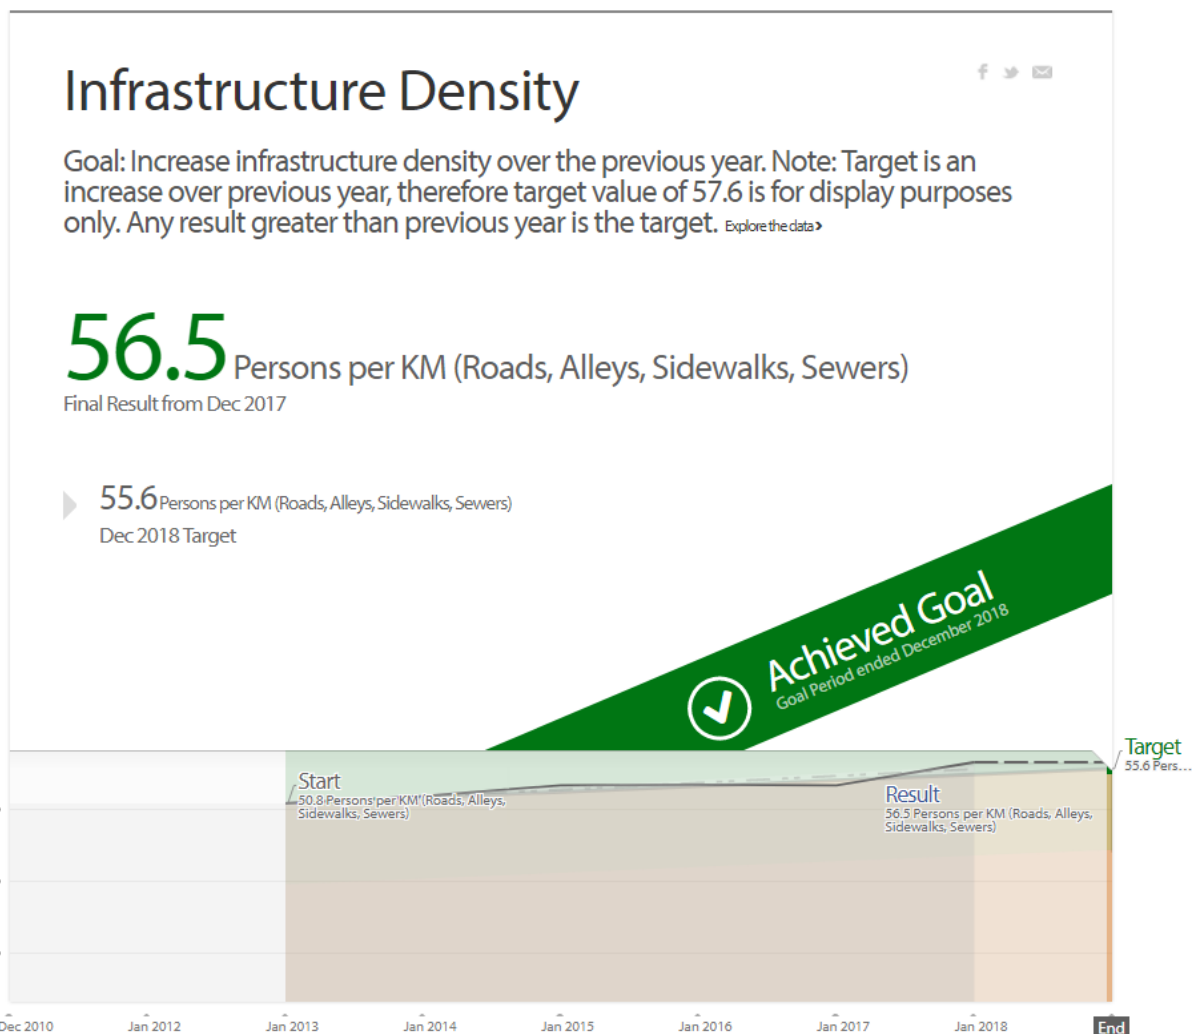 Infrastructure Density
Goal: Increase infrastructure density over the previous year. Note: Target is an
increase over previous year, therefore target value of 57.6 is for display purposes
only. Any result greater than previous year is the target. Explore the data›
56.5 Persons per KM (Roads, Alleys, Sidewalks, Sewers)
Final Result from Dec 2017
55.6 Persons per KM (Roads, Alleys, Sidewalks, Sewers)
Dec 2018 Target
Achieved Goal
Goal Period ended December 2018
Target
55.6 Pers...
Start
50.8 Persons per KM (Roads, Alleys,
Sidewalks, Sewers)
Result
56.5 Persons per KM (Roads, Alleys,
Sidewalks, Sewers)
Dec 2010 Jan 2012 Jan 2013 Jan 2014 Jan 2015 Jan 2016 Jan 2017 Jan 2018 End